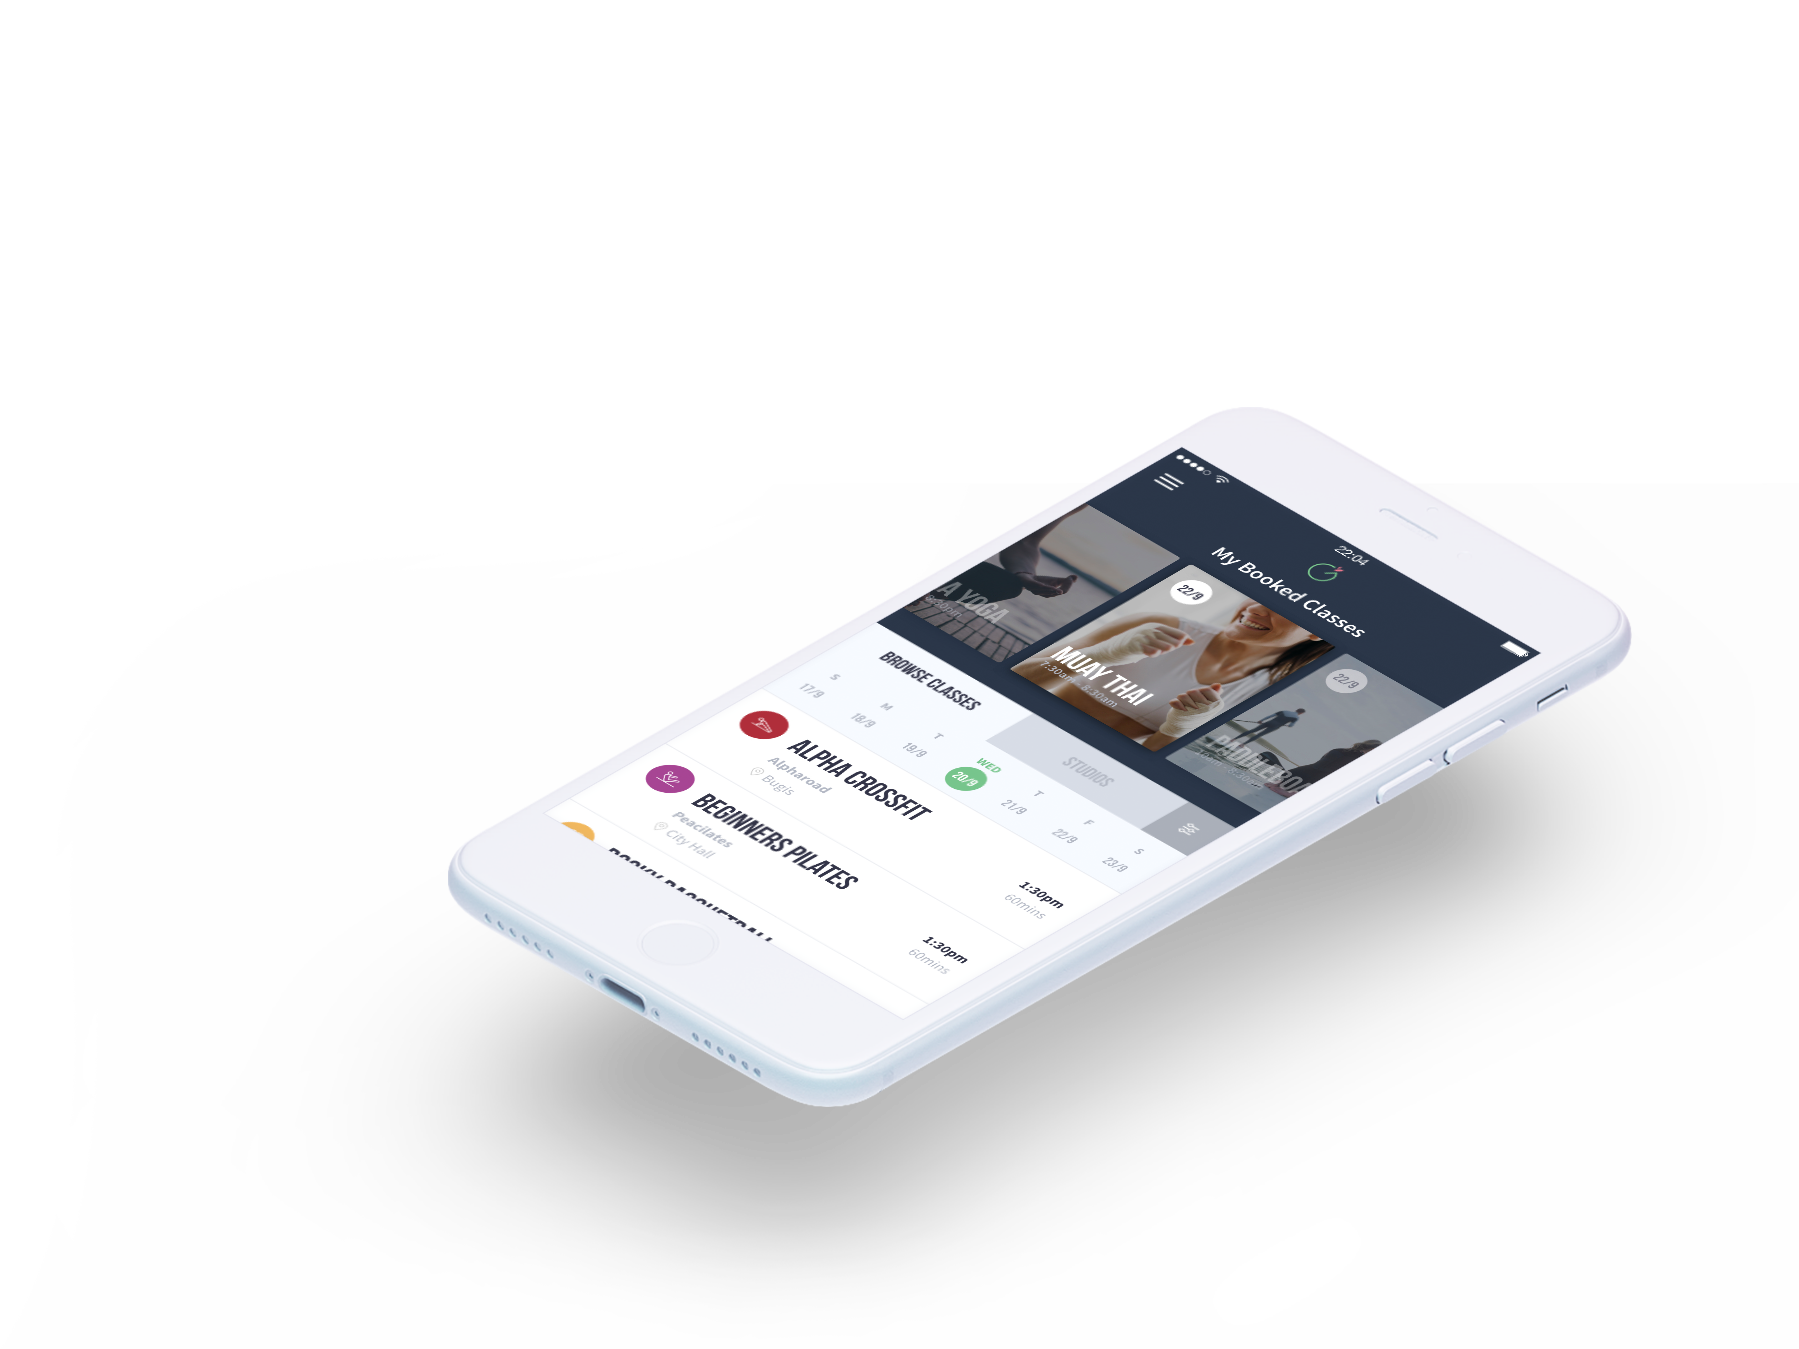 22:04
My Booked Classes
A YOGA
22/9
MUAY THAI
7:30am - 8:30am
22/9
PADDLEBOA
BROWSE CLASSES
STUDIOS
S M T WED T F S
17/9 18/9 19/9 20/9 21/9 22/9 23/9
ALPHA CROSSFIT
Alpharoad
Bugis
1:30pm
60mins
BEGINNERS PILATES
Peacilates
City Hall
1:30pm
60mins